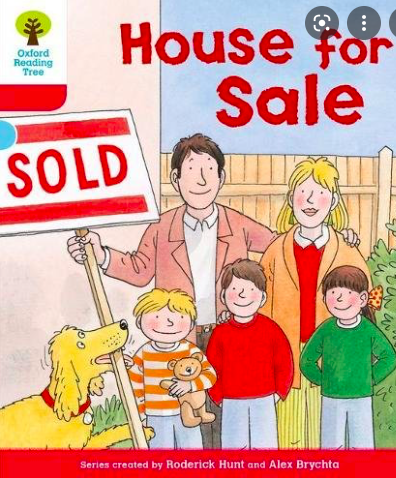 Oxford
Reading
Tree
House for
Sale
SOLD
Series created by Roderick Hunt and Alex Brychta